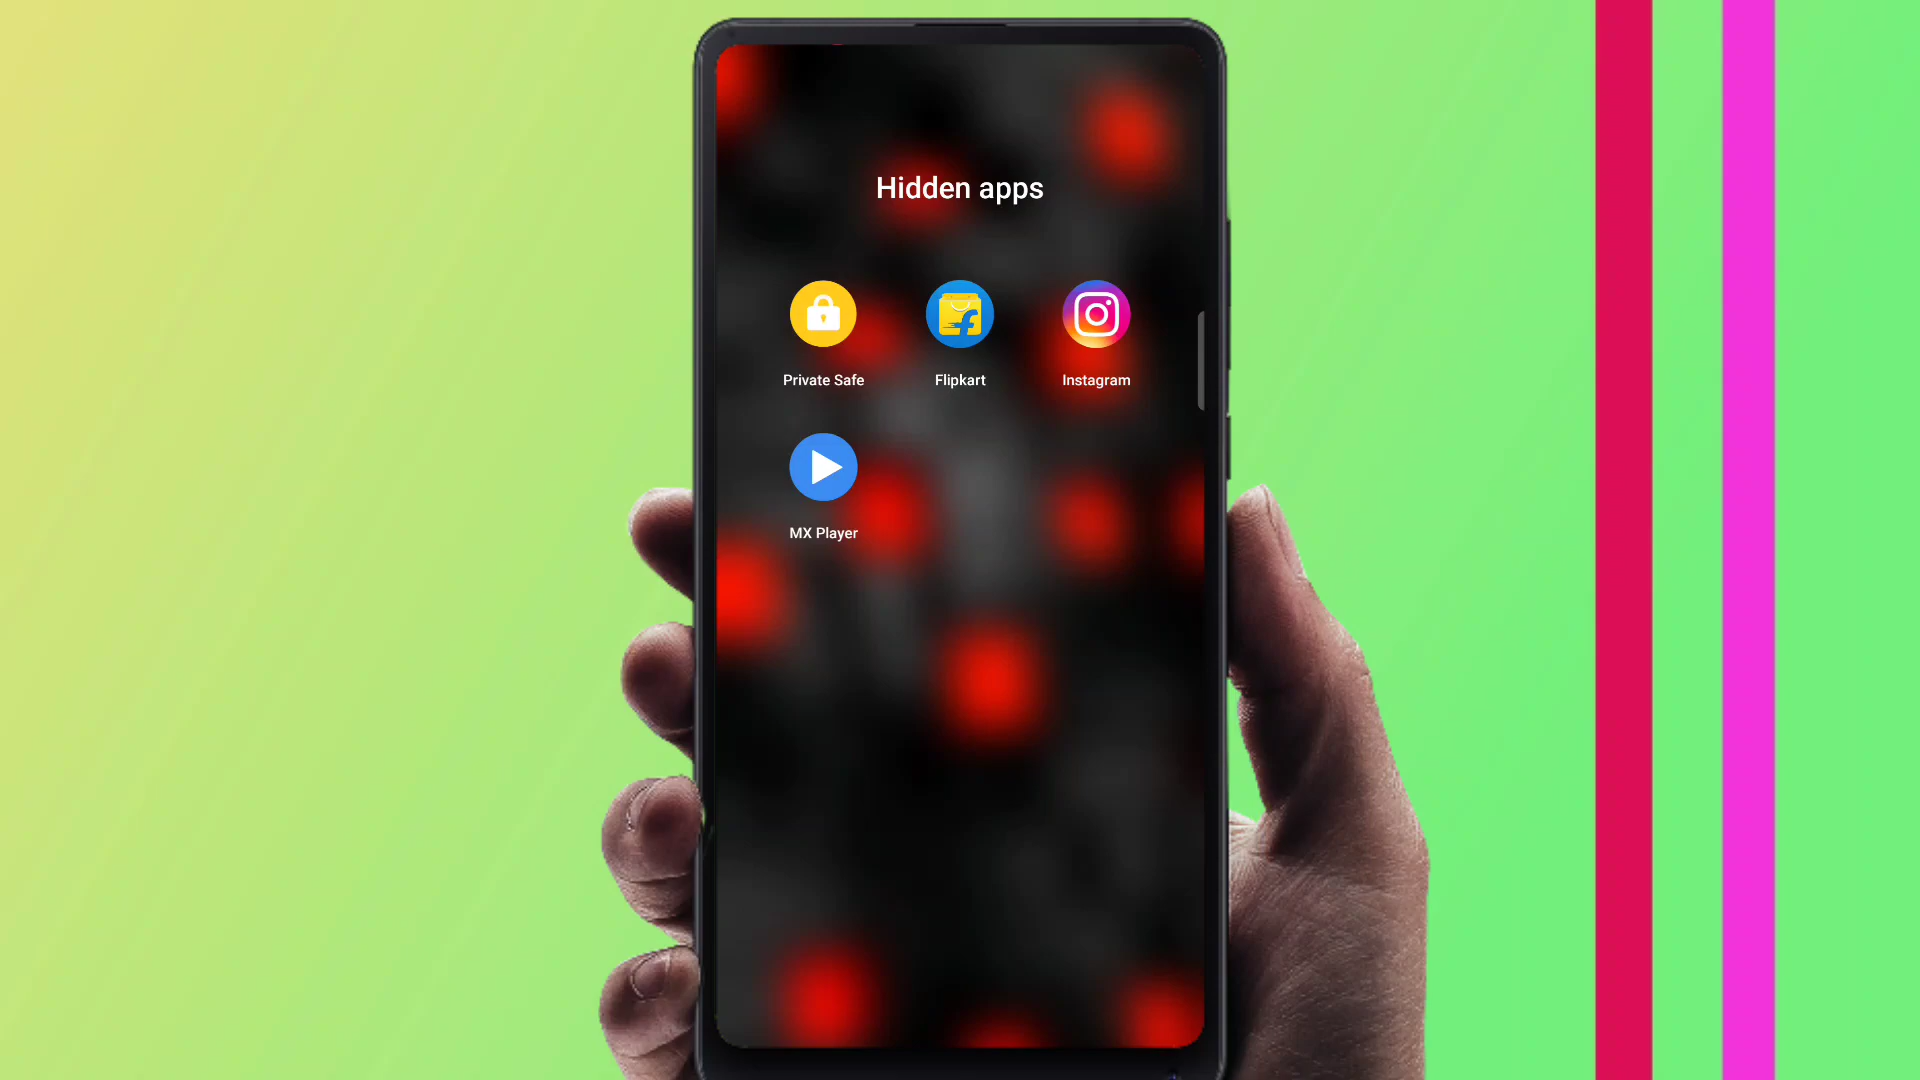 Hidden apps
Private Safe
Flipkart
Instagram
MX Player